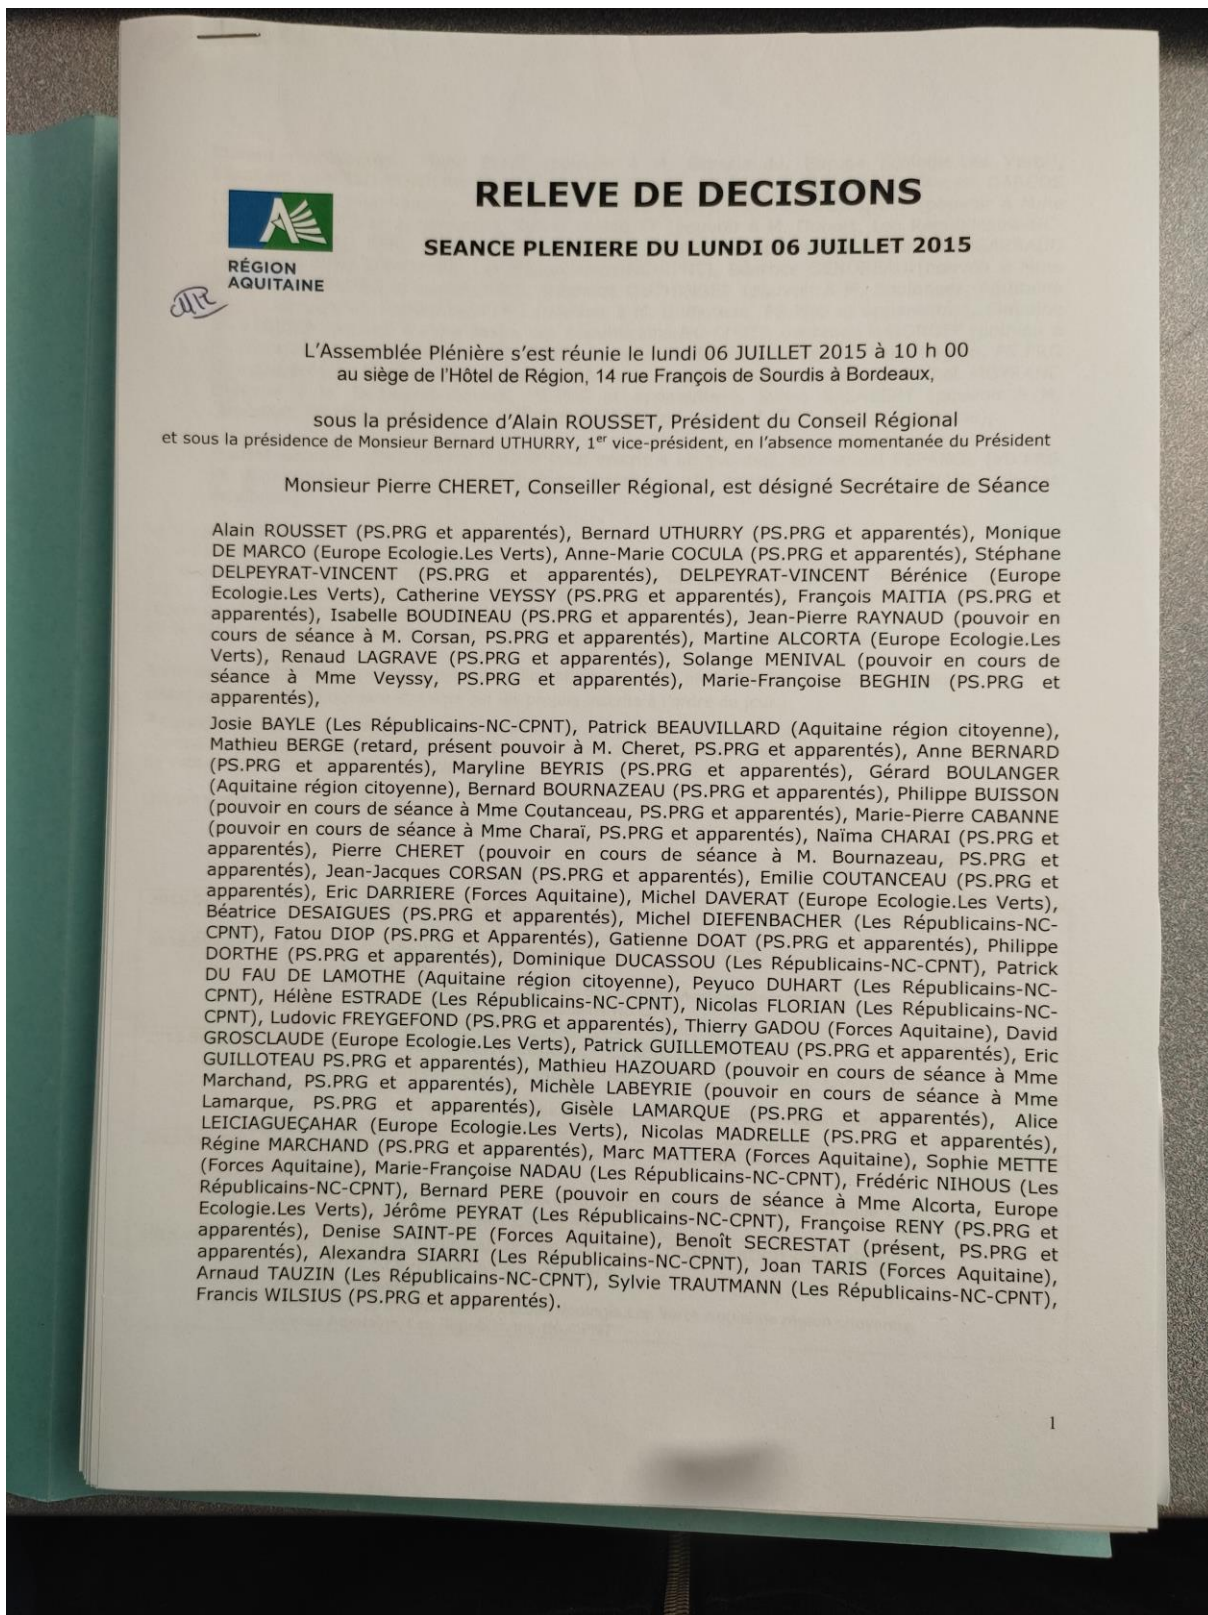 RELEVE DE DECISIONS
SEANCE PLENIERE DU LUNDI 06 JUILLET 2015
RÉGION
AQUITAINE
L'Assemblée Plénière s'est réunie le lundi 06 JUILLET 2015 à 10 h 00
au siège de l'Hôtel de Région, 14 rue François de Sourdis à Bordeaux,
sous la présidence d'Alain ROUSSET, Président du Conseil Régional
et sous la présidence de Monsieur Bernard UTHURRY, 1er vice-président, en l'absence momentanée du Président
Monsieur Pierre CHERET, Conseiller Régional, est désigné Secrétaire de Séance
Alain ROUSSET (PS.PRG et apparentés), Bernard UTHURRY (PS.PRG et apparentés), Monique
DE MARCO (Europe Ecologie.Les Verts), Anne-Marie COCULA (PS.PRG et apparentés), Stéphane
DELPEYRAT-VINCENT (PS.PRG et apparentés), DELPEYRAT-VINCENT Bérénice (Europe
Ecologie.Les Verts), Catherine VEYSSY (PS.PRG et apparentés), François MAITIA (PS.PRG et
apparentés), Isabelle BOUDINEAU (PS.PRG et apparentés), Jean-Pierre RAYNAUD (pouvoir en
cours de séance à M. Corsan, PS.PRG et apparentés), Martine ALCORTA (Europe Ecologie.Les
Verts), Renaud LAGRAVE (PS.PRG et apparentés), Solange MENIVAL (pouvoir en cours de
séance à Mme Veyssy, PS.PRG et apparentés), Marie-Françoise BEGHIN (PS.PRG et
apparentés),
Josie BAYLE (Les Républicains-NC-CPNT), Patrick BEAUVILLARD (Aquitaine région citoyenne),
Mathieu BERGE (retard, présent pouvoir à M. Cheret, PS.PRG et apparentés), Anne BERNARD
(PS.PRG et apparentés), Maryline BEYRIS (PS.PRG et apparentés), Gérard BOULANGER
(Aquitaine région citoyenne), Bernard BOURNAZEAU (PS.PRG et apparentés), Philippe BUISSON
(pouvoir en cours de séance à Mme Coutanceau, PS.PRG et apparentés), Marie-Pierre CABANNE
(pouvoir en cours de séance à Mme Charaï, PS.PRG et apparentés), Naïma CHARAI (PS.PRG et
apparentés), Pierre CHERET (pouvoir en cours de séance à M. Bournazeau, PS.PRG et
apparentés), Jean-Jacques CORSAN (PS.PRG et apparentés), Emilie COUTANCEAU (PS.PRG et
apparentés), Eric DARRIERE (Forces Aquitaine), Michel DAVERAT (Europe Ecologie.Les Verts),
Béatrice DESAIGUES (PS.PRG et apparentés), Michel DIEFENBACHER (Les Républicains-NC-
CPNT), Fatou DIOP (PS.PRG et Apparentés), Gatienne DOAT (PS.PRG et apparentés), Philippe
DORTHE (PS.PRG et apparentés), Dominique DUCASSOU (Les Républicains-NC-CPNT), Patrick
DU FAU DE LAMOTHE (Aquitaine région citoyenne), Peyuco DUHART (Les Républicains-NC-
CPNT), Hélène ESTRADE (Les Républicains-NC-CPNT), Nicolas FLORIAN (Les Républicains-NC-
CPNT), Ludovic FREYGEFOND (PS.PRG et apparentés), Thierry GADOU (Forces Aquitaine), David
GROSCLAUDE (Europe Ecologie.Les Verts), Patrick GUILLEMOTEAU (PS.PRG et apparentés), Eric
GUILLOTEAU PS.PRG et apparentés), Mathieu HAZOUARD (pouvoir en cours de séance à Mme
Marchand, PS.PRG et apparentés), Michèle LABEYRIE (pouvoir en cours de séance à Mme
Lamarque, PS.PRG et apparentés), Gisèle LAMARQUE (PS.PRG et apparentés), Alice
LEICIAGUEÇAHAR (Europe Ecologie.Les Verts), Nicolas MADRELLE (PS.PRG et apparentés),
Régine MARCHAND (PS.PRG et apparentés), Marc MATTERA (Forces Aquitaine), Sophie METTE
(Forces Aquitaine), Marie-Françoise NADAU (Les Républicains-NC-CPNT), Frédéric NIHOUS (Les
Républicains-NC-CPNT), Bernard PERE (pouvoir en cours de séance à Mme Alcorta, Europe
Ecologie.Les Verts), Jérôme PEYRAT (Les Républicains-NC-CPNT), Françoise RENY (PS.PRG et
apparentés), Denise SAINT-PE (Forces Aquitaine), Benoît SECRESTAT (présent, PS.PRG et
apparentés), Alexandra SIARRI (Les Républicains-NC-CPNT), Joan TARIS (Forces Aquitaine),
Arnaud TAUZIN (Les Républicains-NC-CPNT), Sylvie TRAUTMANN (Les Républicains-NC-CPNT),
Francis WILSIUS (PS.PRG et apparentés).
1